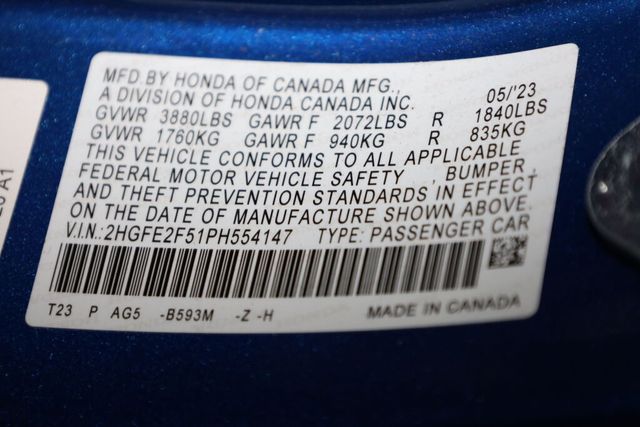 MFD.BY HONDA OF CANADA MFG.,
A DIVISION OF HONDA CANADA INC. 05/'23
GVWR 3880LBS GAWR F 2072LBS R 1840LBS
GVWR 1760KG GAWR F 940KG R 835KG
THIS VEHICLE CONFORMS TO ALL APPLICABLE
FEDERAL MOTOR VEHICLE SAFETY, BUMPER,
AND THEFT PREVENTION STANDARDS IN EFFECT
ON THE DATE OF MANUFACTURE SHOWN ABOVE.
V.I.N.:2HGFE2F51PH554147 TYPE: PASSENGER CAR
T23 P AG5 -B593M -Z -H MADE IN CANADA